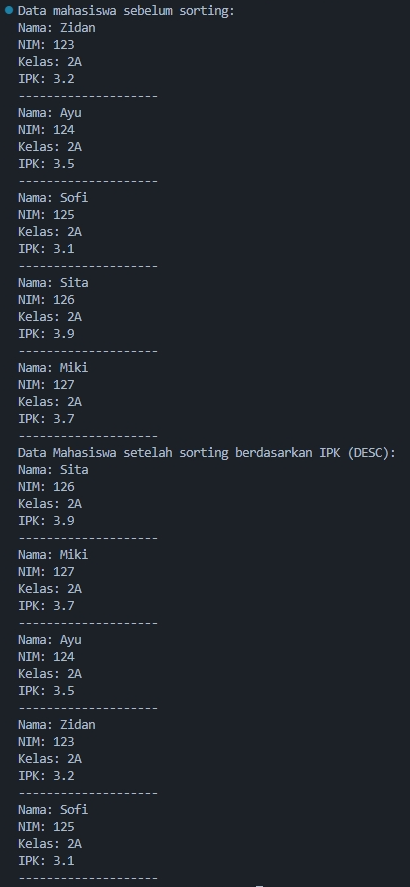 Data mahasiswa sebelum sorting:
Nama: Zidan
NIM: 123
Kelas: 2A
IPK: 3.2
--------------------
Nama: Ayu
NIM: 124
Kelas: 2A
IPK: 3.5
--------------------
Nama: Sofi
NIM: 125
Kelas: 2A
IPK: 3.1
--------------------
Nama: Sita
NIM: 126
Kelas: 2A
IPK: 3.9
--------------------
Nama: Miki
NIM: 127
Kelas: 2A
IPK: 3.7
--------------------
Data Mahasiswa setelah sorting berdasarkan IPK (DESC):
Nama: Sita
NIM: 126
Kelas: 2A
IPK: 3.9
--------------------
Nama: Miki
NIM: 127
Kelas: 2A
IPK: 3.7
--------------------
Nama: Ayu
NIM: 124
Kelas: 2A
IPK: 3.5
--------------------
Nama: Zidan
NIM: 123
Kelas: 2A
IPK: 3.2
--------------------
Nama: Sofi
NIM: 125
Kelas: 2A
IPK: 3.1
--------------------